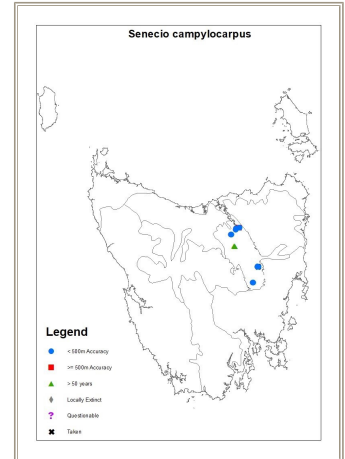 Senecio campylocarpus
Legend
< 500m Accuracy
>= 500m Accuracy
> 50 years
Locally Extinct
? Questionable
Taken